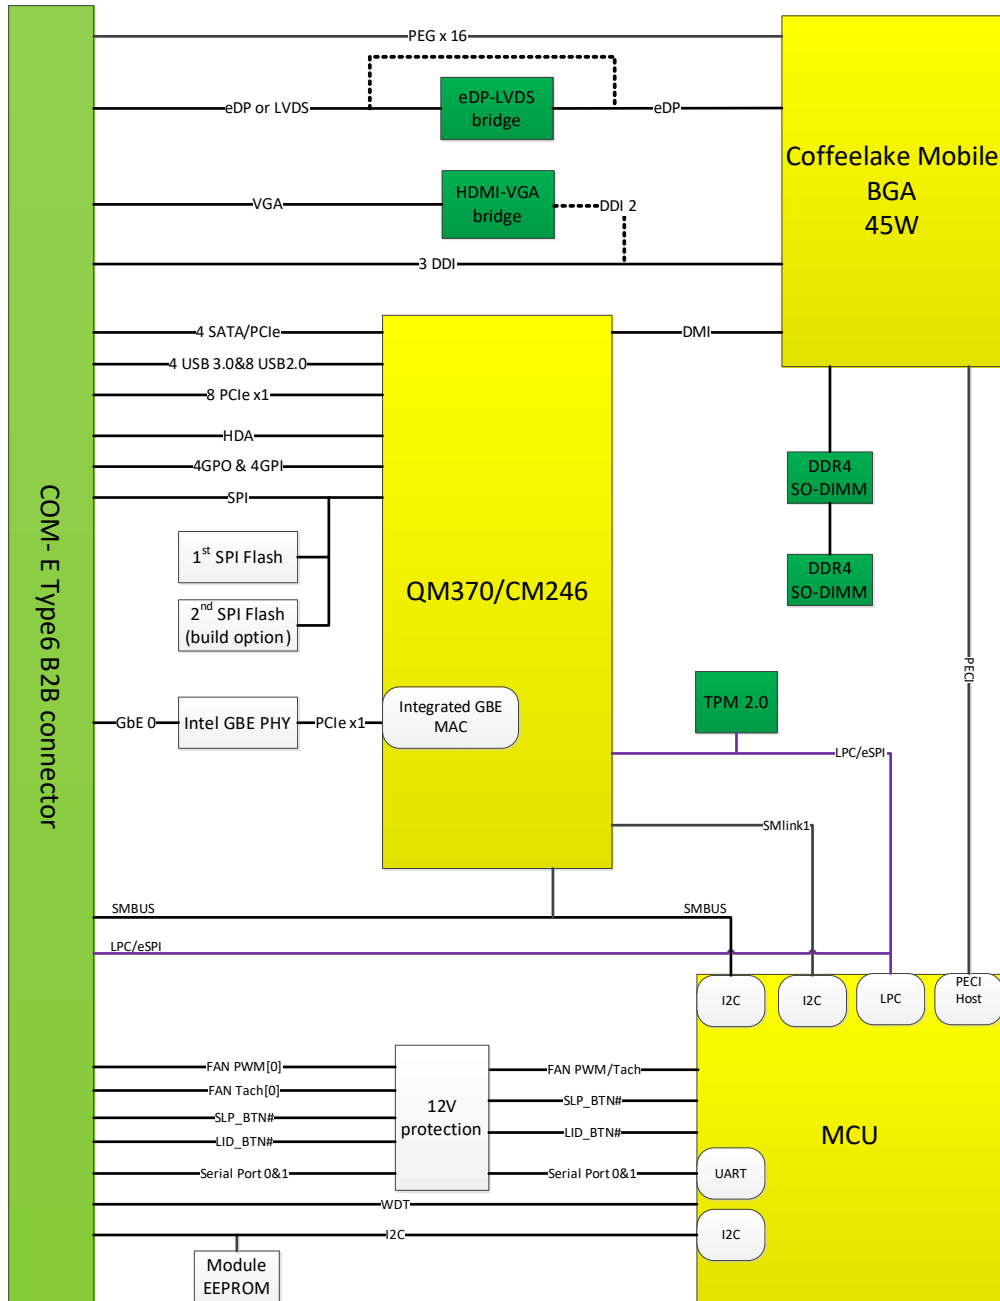 PEG x 16
eDP or LVDS
eDP-LVDS
bridge
eDP
Coffeelake Mobile
BGA
45W
VGA
HDMI-VGA
bridge
DDI 2
3 DDI
4 SATA/PCIe
DMI
4 USB 3.0&8 USB2.0
8 PCIe x1
HDA
4GPO & 4GPI
SPI
1st SPI Flash
2nd SPI Flash
(build option)
QM370/CM246
DDR4
SO-DIMM
DDR4
SO-DIMM
COM- E Type6 B2B connector
PECI
TPM 2.0
GbE 0
Intel GBE PHY
PCIe x1
Integrated GBE
MAC
LPC/eSPI
SMlink1
SMBUS
SMBUS
LPC/eSPI
I2C
I2C
LPC
PECI
Host
FAN PWM[0]
FAN Tach[0]
SLP_BTN#
LID_BTN#
Serial Port 0&1
12V
protection
FAN PWM/Tach
SLP_BTN#
LID_BTN#
Serial Port 0&1
MCU
UART
WDT
I2C
I2C
Module
EEPROM